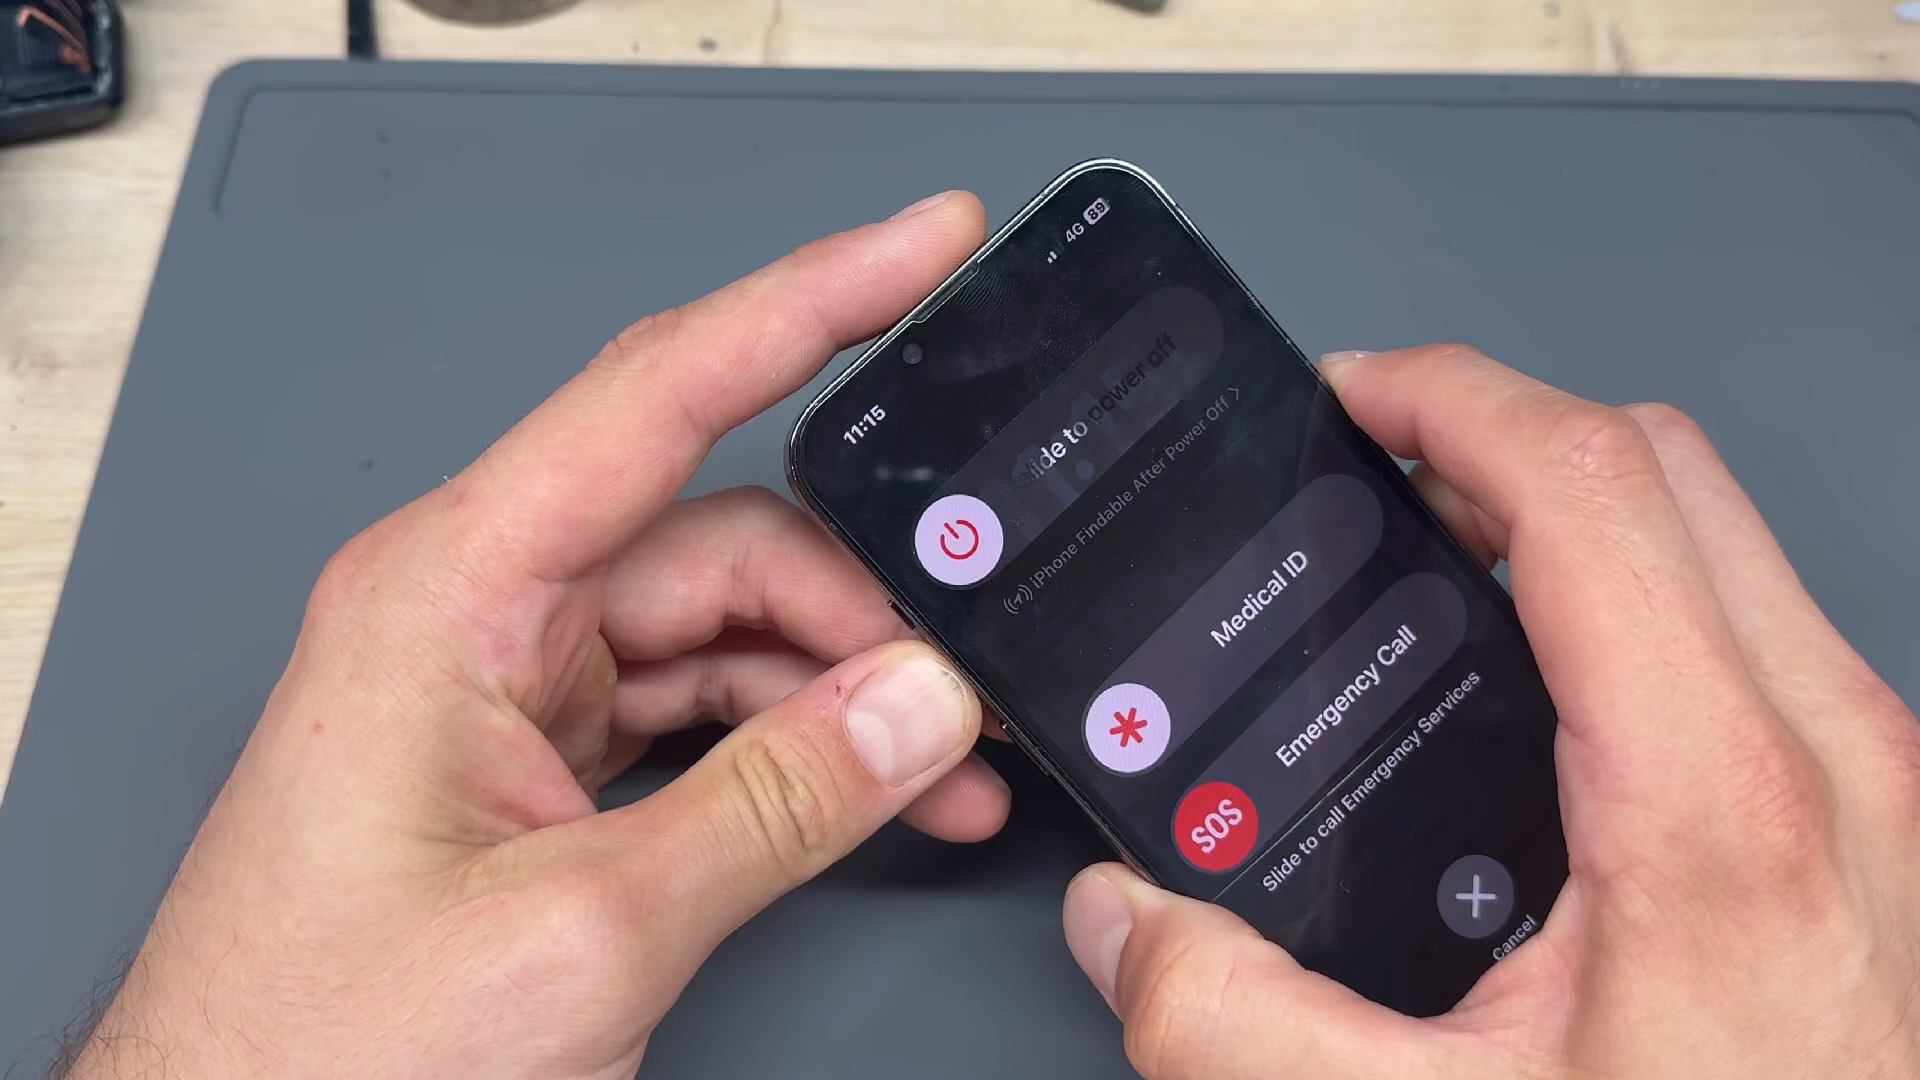 11:15
4G 89
slide to power off
iPhone Findable After Power Off
Medical ID
Emergency Call
SOS
Slide to call Emergency Services
Cancel